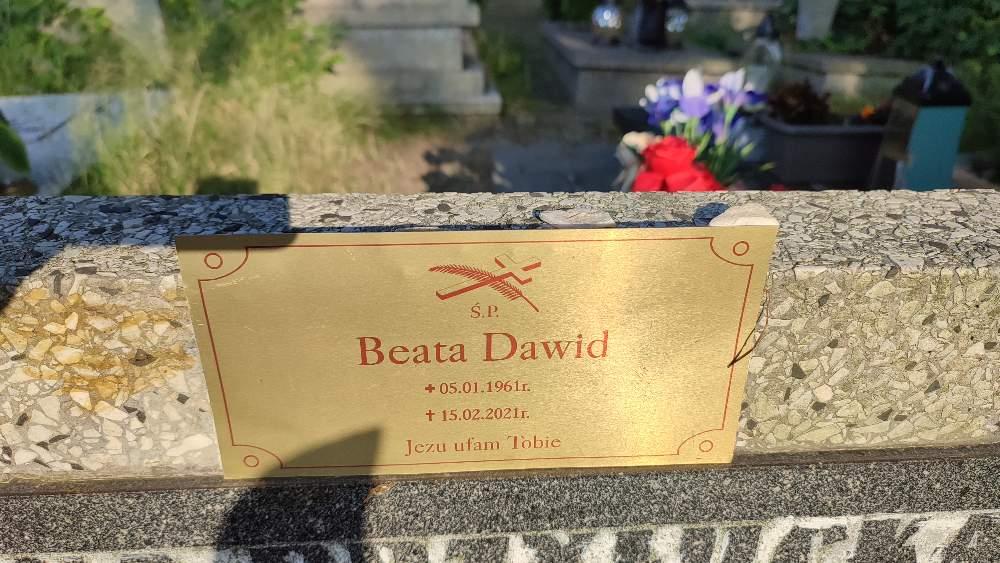 Ś.P.
Beata Dawid
+ 05.01.1961r.
† 15.02.2021r.
Jezu ufam Tobie